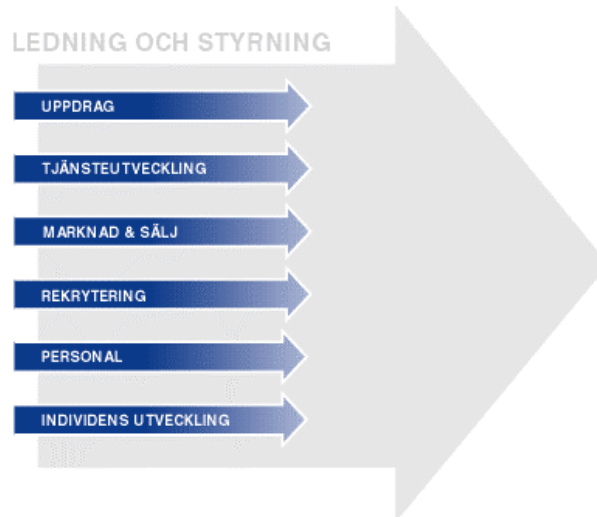 LEDNING OCH STYRNING
UPPDRAG
TJÄNSTEUTVECKLING
MARKNAD & SÄLJ
REKRYTERING
PERSONAL
INDIVIDENS UTVECKLING